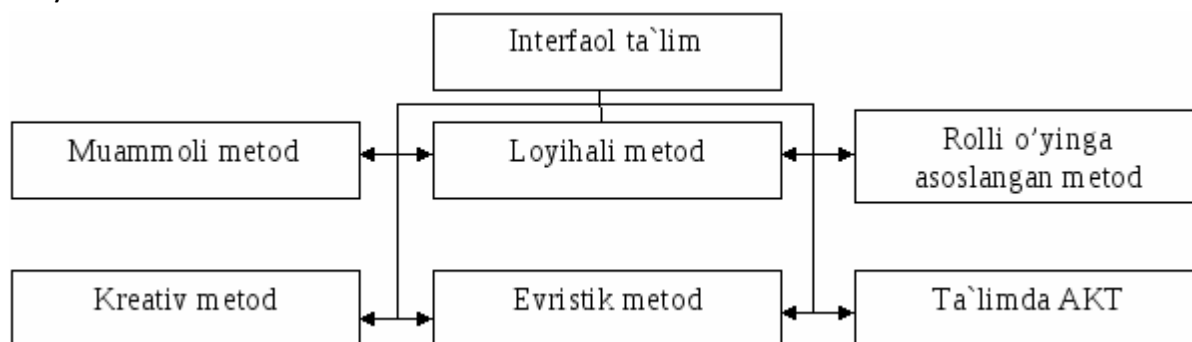 Interfaol ta`lim
Muammoli metod
Loyihali metod
Rolli o’yinga
asoslangan metod
Kreativ metod
Evristik metod
Ta`limda AKT